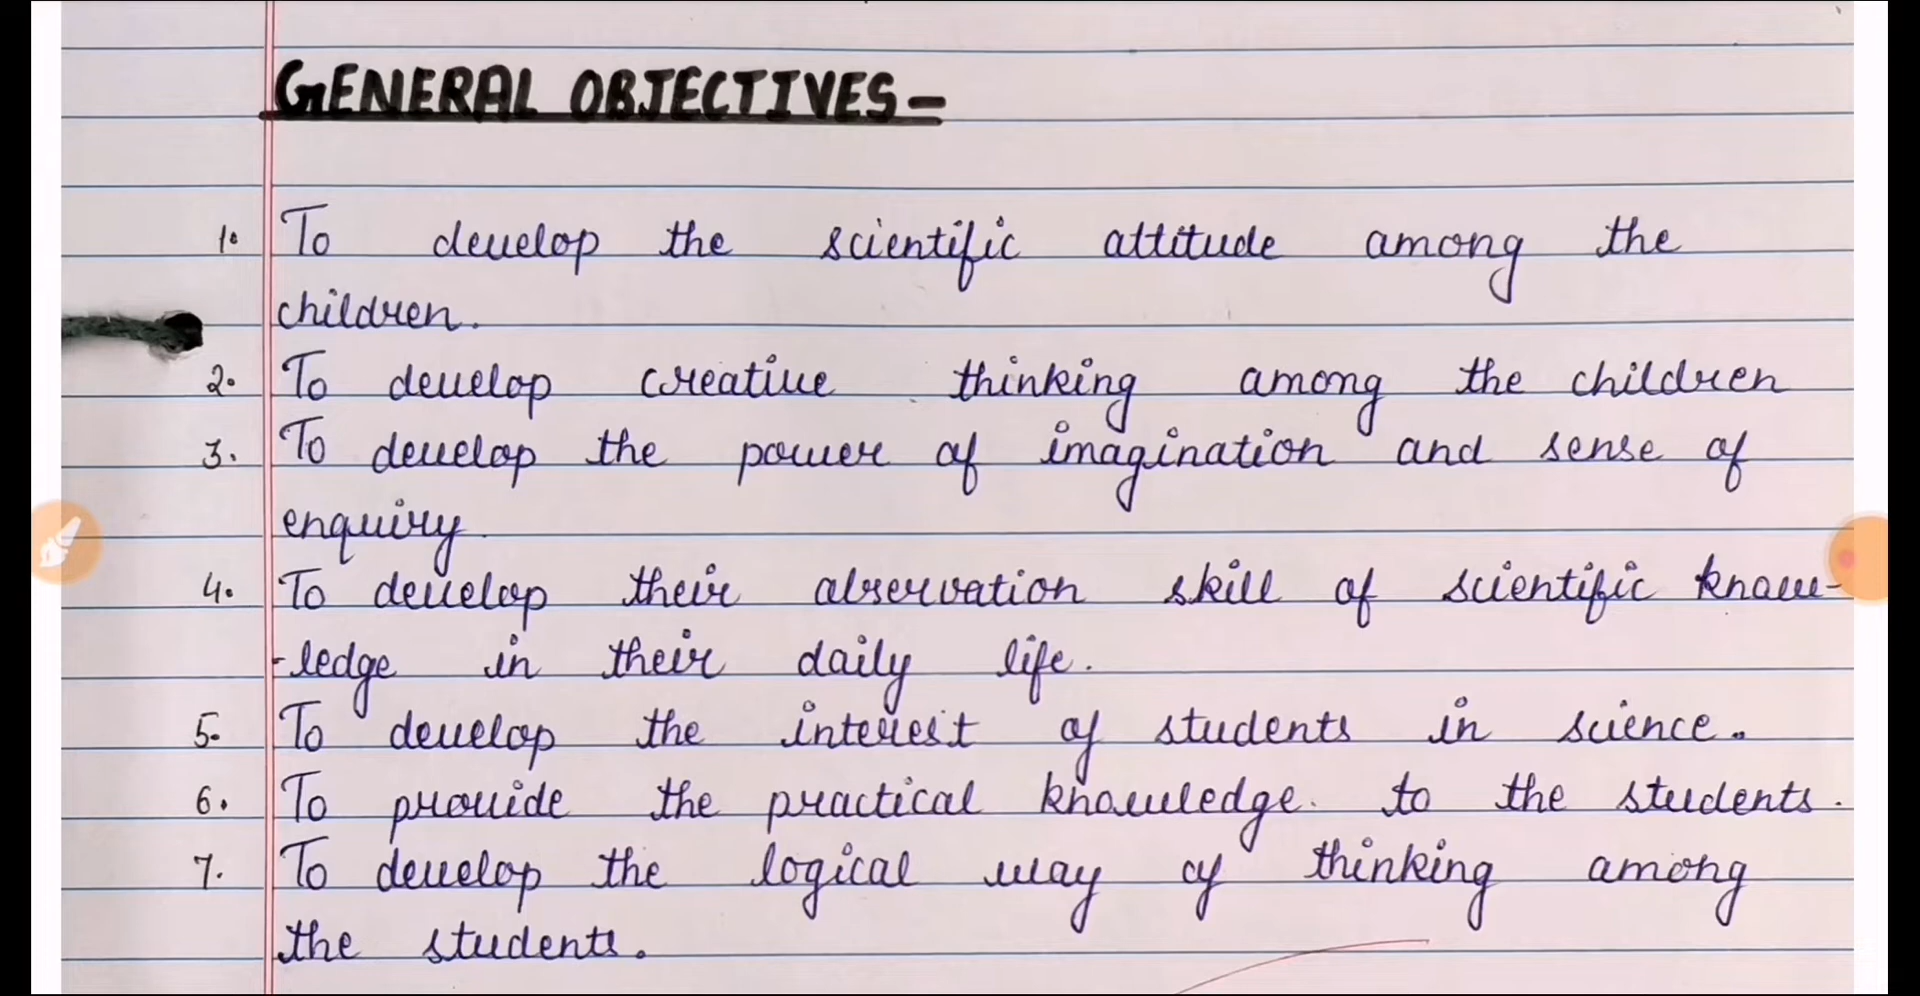 GENERAL OBJECTIVES-
1. To develop the scientific attitude among the
children.
2. To develop creative thinking among the children
3. To develop the power of imagination and sense of
enquiry.
4. To develop their observation skill of scientific know-
-ledge in their daily life.
5. To develop the interest of students in science.
6. To provide the practical knowledge. to the students.
7. To develop the logical way of thinking among
the students.